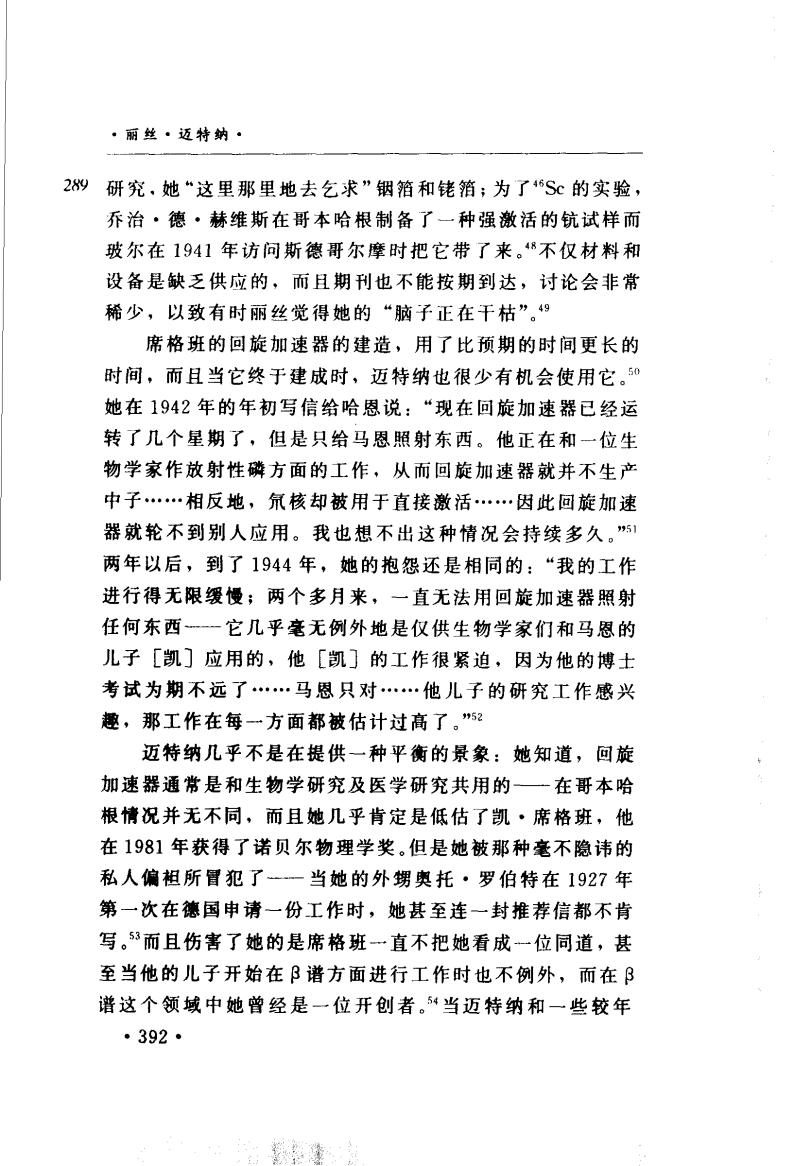 ·丽丝·迈特纳·
289 研究，她“这里那里地去乞求”铟箔和铑箔；为了⁴⁶Sc 的实验，
乔治·德·赫维斯在哥本哈根制备了一种强激活的钪试样而
玻尔在 1941 年访问斯德哥尔摩时把它带了来。⁴⁸不仅材料和
设备是缺乏供应的，而且期刊也不能按期到达，讨论会非常
稀少，以致有时丽丝觉得她的“脑子正在干枯”。⁴⁹
席格班的回旋加速器的建造，用了比预期的时间更长的
时间，而且当它终于建成时，迈特纳也很少有机会使用它。⁵⁰
她在 1942 年的年初写信给哈恩说：“现在回旋加速器已经运
转了几个星期了，但是只给马恩照射东西。他正在和一位生
物学家作放射性磷方面的工作，从而回旋加速器就并不生产
中子……相反地，氘核却被用于直接激活……因此回旋加速
器就轮不到别人应用。我也想不出这种情况会持续多久。”⁵¹
两年以后，到了 1944 年，她的抱怨还是相同的：“我的工作
进行得无限缓慢；两个多月来，一直无法用回旋加速器照射
任何东西——它几乎毫无例外地是仅供生物学家们和马恩的
儿子［凯］应用的，他［凯］的工作很紧迫，因为他的博士
考试为期不远了……马恩只对……他儿子的研究工作感兴
趣，那工作在每一方面都被估计过高了。”⁵²
迈特纳几乎不是在提供一种平衡的景象：她知道，回旋
加速器通常是和生物学研究及医学研究共用的——在哥本哈
根情况并无不同，而且她几乎肯定是低估了凯·席格班，他
在 1981 年获得了诺贝尔物理学奖。但是她被那种毫不隐讳的
私人偏袒所冒犯了——当她的外甥奥托·罗伯特在 1927 年
第一次在德国申请一份工作时，她甚至连一封推荐信都不肯
写。⁵³而且伤害了她的是席格班一直不把她看成一位同道，甚
至当他的儿子开始在 β 谱方面进行工作时也不例外，而在 β
谱这个领域中她曾经是一位开创者。⁵⁴当迈特纳和一些较年
·392·